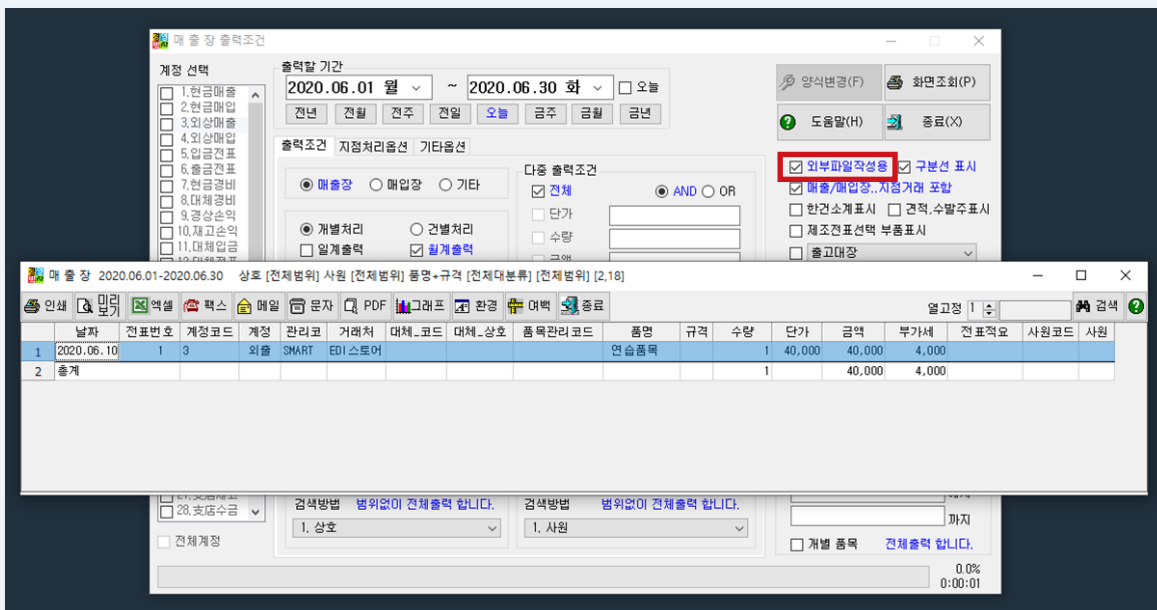 매 출 장 출력조건
계정 선택
1,현금매출
2,현금매입
3,외상매출
4,외상매입
5,입금전표
6,출금전표
7,현금경비
8,대체경비
9,경상손익
10,재고손익
11,대체입금
출력할 기간
2020.06.01 월 ~ 2020.06.30 화 오늘
전년 전월 전주 전일 오늘 금주 금월 금년
출력조건 지점처리옵션 기타옵션
매출장 매입장 기타
개별처리 건별처리
일계출력 월계출력
다중 출력조건
전체 AND OR
단가
수량
양식변경(F) 화면조회(P)
도움말(H) 종료(X)
외부파일작성용 구분선 표시
매출/매입장..지점거래 포함
한건소계표시 견적,수발주표시
제조전표선택 부품표시
출고대장
매 출 장 2020.06.01-2020.06.30 상호 [전체범위] 사원 [전체범위] 품명+규격 [전체대분류] [전체범위] [2,18]
인쇄 미리보기 엑셀 팩스 메일 문자 PDF 그래프 환경 여백 종료 열고정 1 검색
날짜 전표번호 계정코드 계정 관리코 거래처 대체_코드 대체_상호 품목관리코드 품명 규격 수량 단가 금액 부가세 전표적요 사원코드 사원
1 2020.06.10 1 3 외출 SMART EDI스토어 연습품목 1 40,000 40,000 4,000
2 총계 1 40,000 4,000
28,支店수금
전체계정
검색방법 범위없이 전체출력 합니다.
1. 상호
검색방법 범위없이 전체출력 합니다.
1. 사원
까지
개별 품목 전체출력 합니다.
0.0%
0:00:01